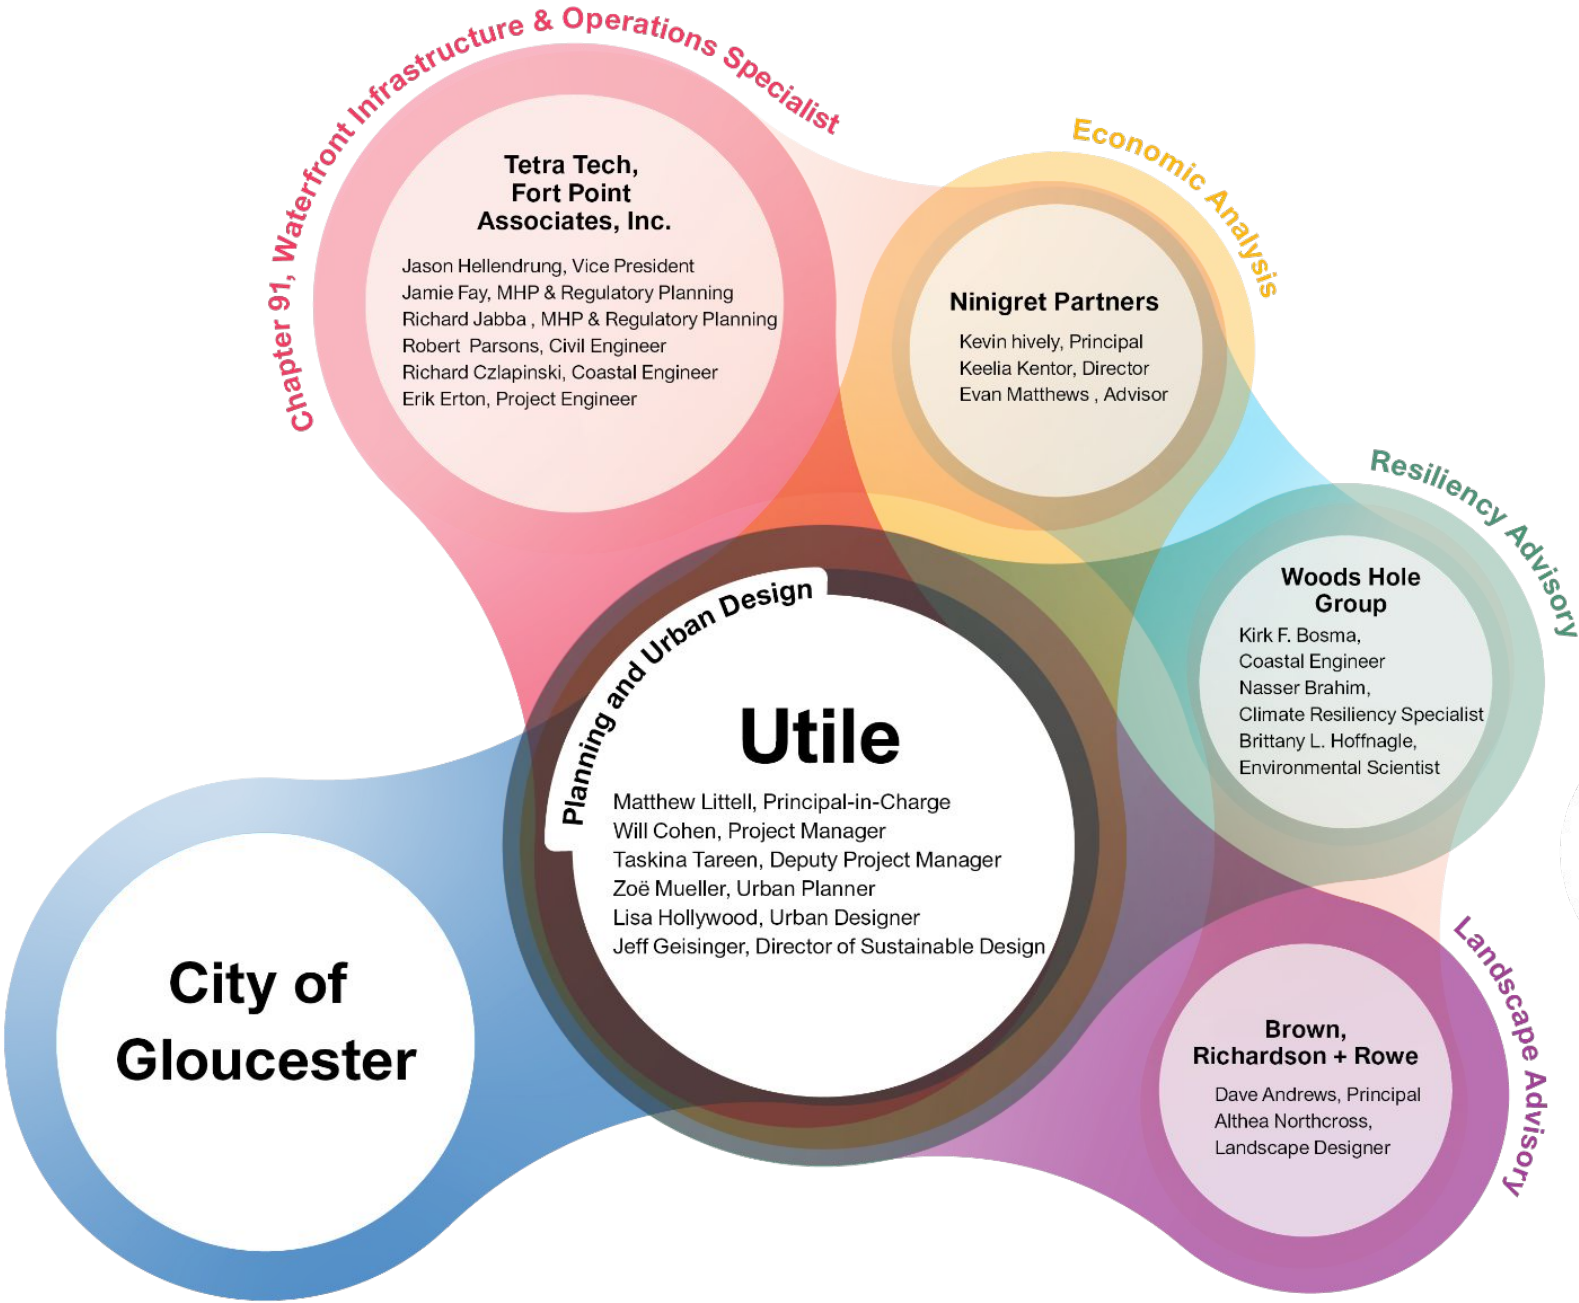 Chapter 91, Waterfront Infrastructure & Operations Specialist
Tetra Tech,
Fort Point
Associates, Inc.
Jason Hellendrung, Vice President
Jamie Fay, MHP & Regulatory Planning
Richard Jabba , MHP & Regulatory Planning
Robert Parsons, Civil Engineer
Richard Czlapinski, Coastal Engineer
Erik Erton, Project Engineer
Economic Analysis
Ninigret Partners
Kevin hively, Principal
Keelia Kentor, Director
Evan Matthews , Advisor
Resiliency Advisory
Woods Hole
Group
Kirk F. Bosma,
Coastal Engineer
Nasser Brahim,
Climate Resiliency Specialist
Brittany L. Hoffnagle,
Environmental Scientist
Planning and Urban Design
Utile
Matthew Littell, Principal-in-Charge
Will Cohen, Project Manager
Taskina Tareen, Deputy Project Manager
Zoë Mueller, Urban Planner
Lisa Hollywood, Urban Designer
Jeff Geisinger, Director of Sustainable Design
City of
Gloucester
Landscape Advisory
Brown,
Richardson + Rowe
Dave Andrews, Principal
Althea Northcross,
Landscape Designer